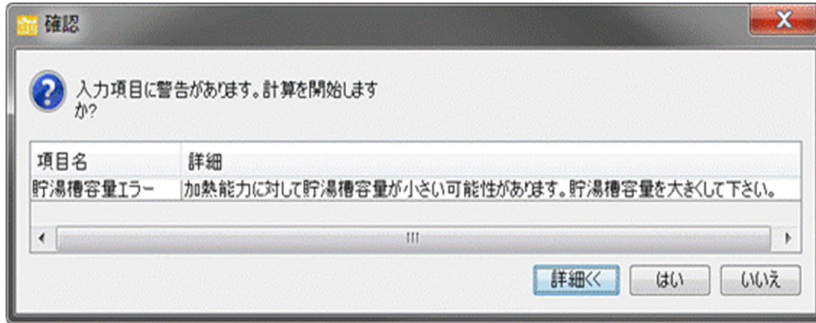 確認
入力項目に警告があります。計算を開始します
か?
項目名 詳細
貯湯槽容量エラー 加熱能力に対して貯湯槽容量が小さい可能性があります。貯湯槽容量を大きくして下さい。
詳細<< はい いいえ